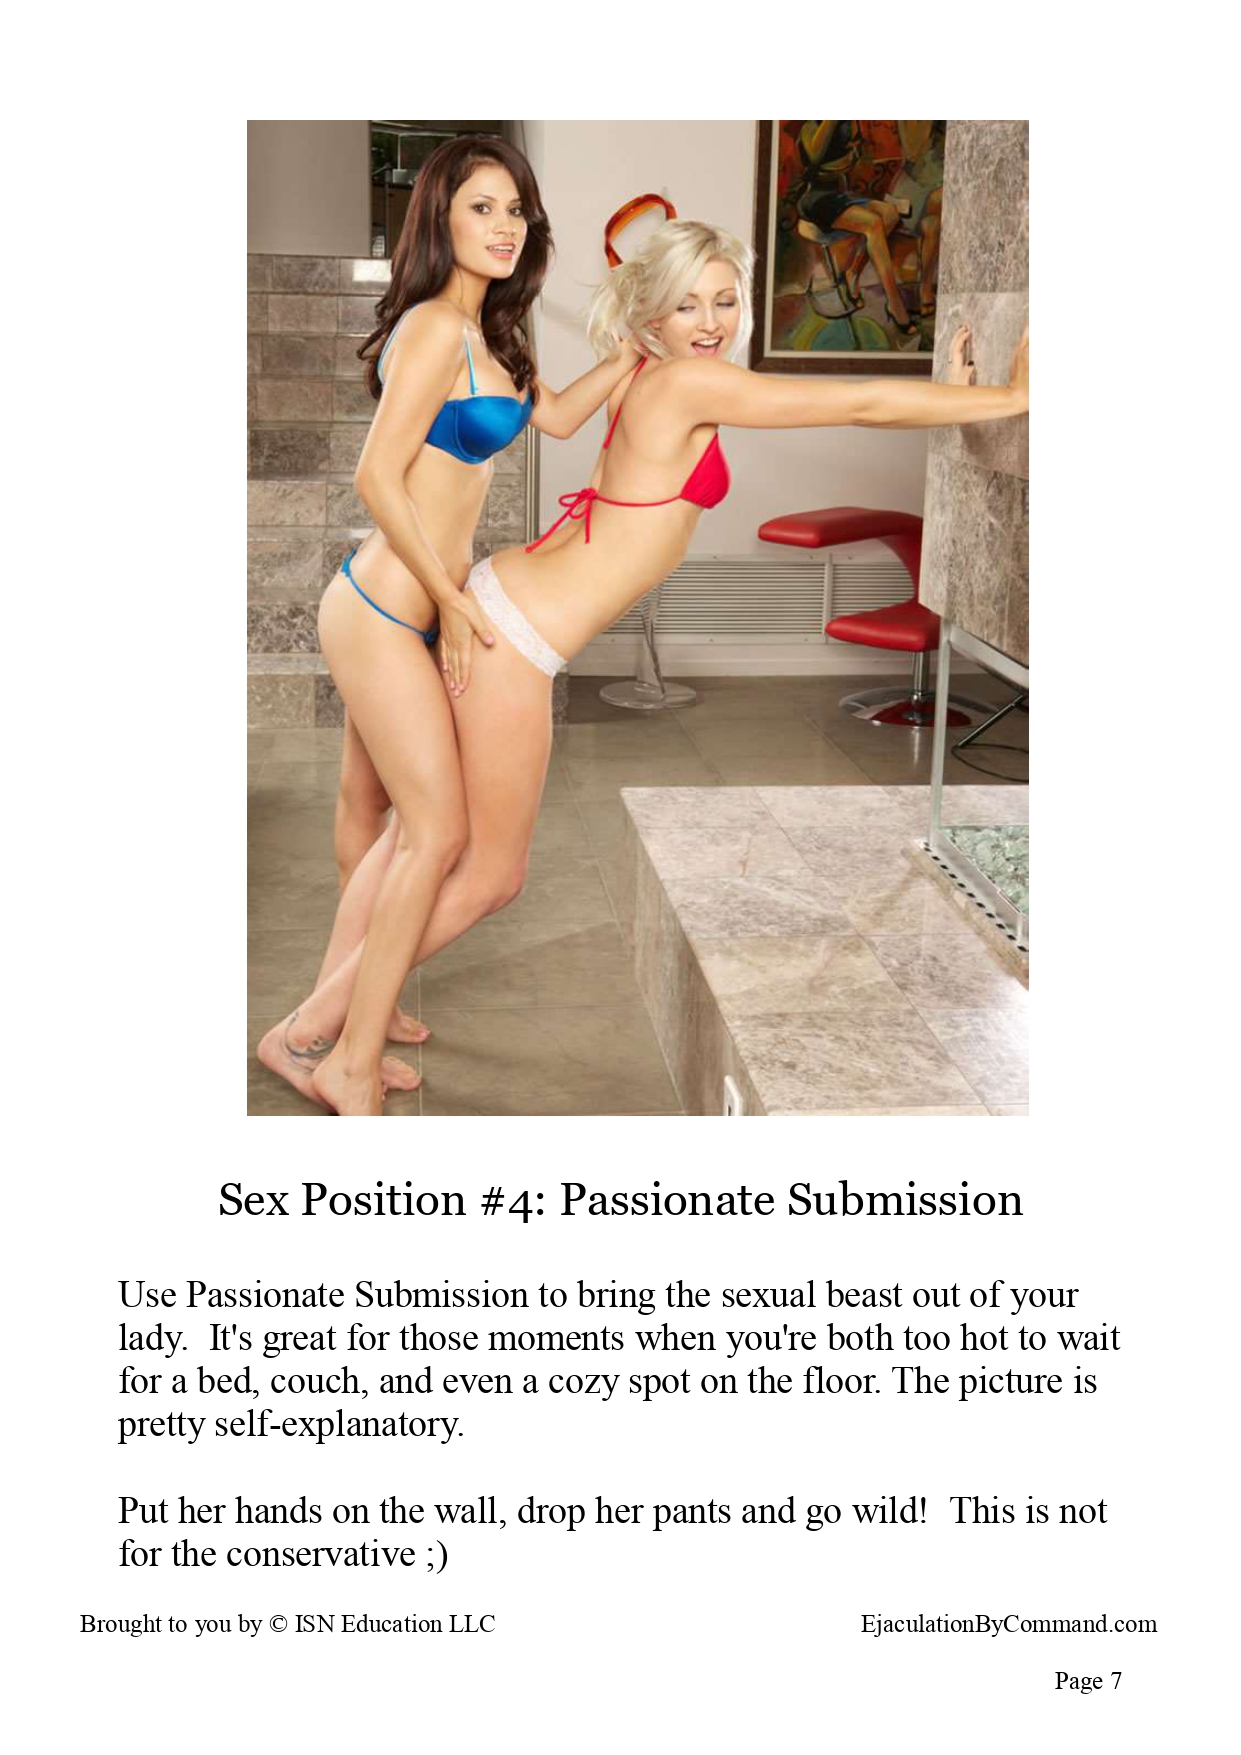 Sex Position #4: Passionate Submission
Use Passionate Submission to bring the sexual beast out of your
lady.  It's great for those moments when you're both too hot to wait
for a bed, couch, and even a cozy spot on the floor. The picture is
pretty self-explanatory.
Put her hands on the wall, drop her pants and go wild!  This is not
for the conservative ;)
Brought to you by © ISN Education LLC
EjaculationByCommand.com
Page 7